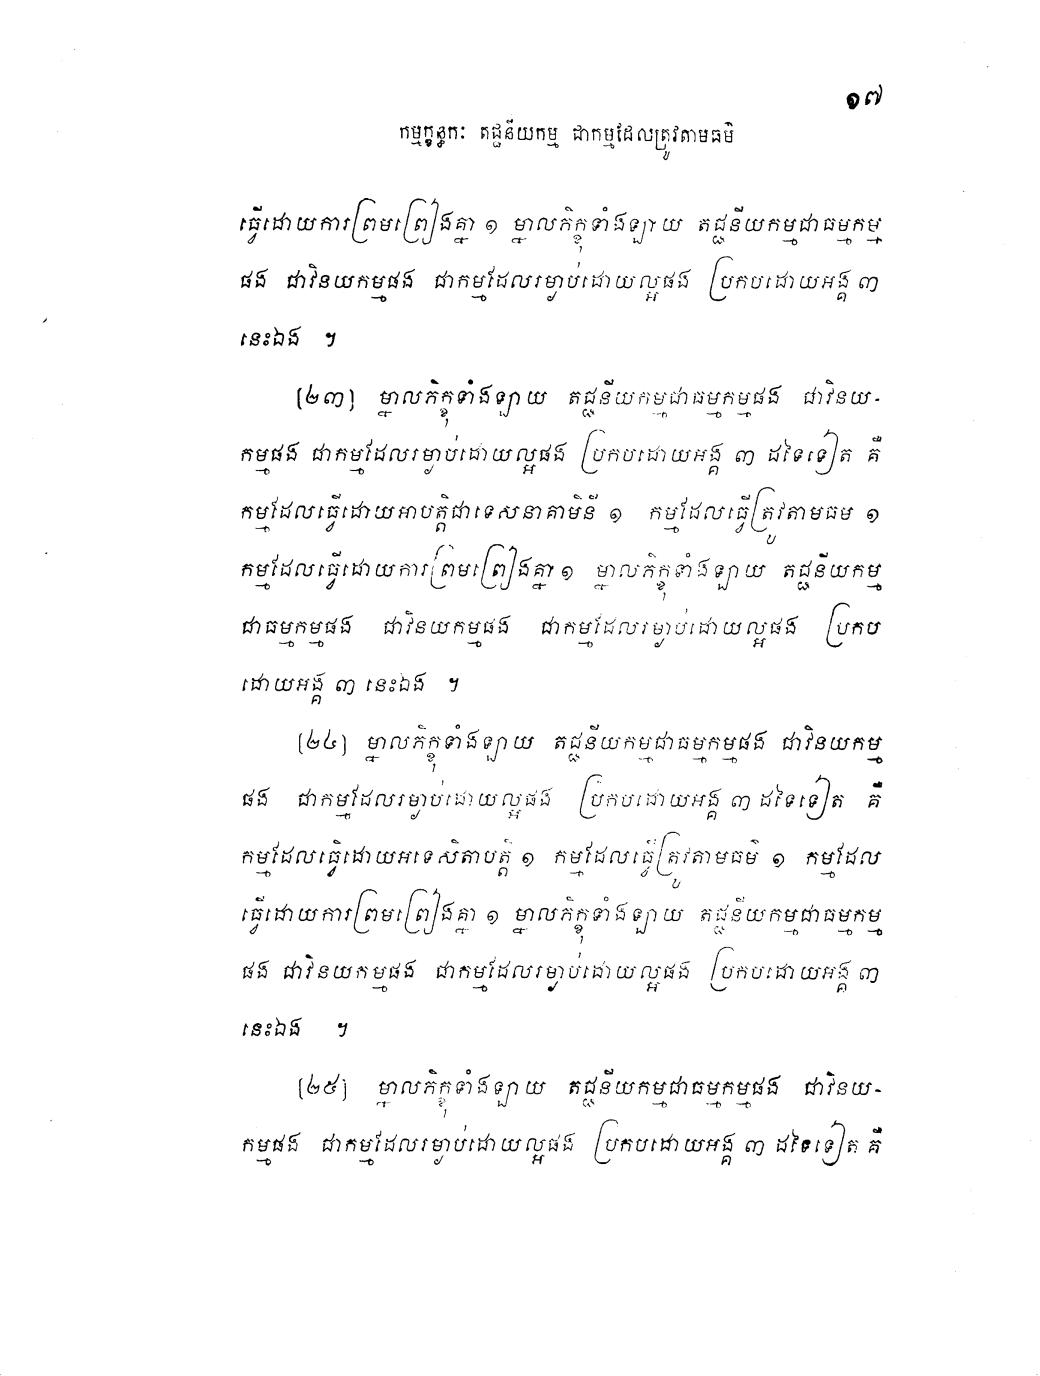 ១៧
កម្មក្ខន្ធកៈ តជ្ជនីយកម្ម ជាកម្មដែលត្រូវតាមធម៌
ធ្វើដោយការព្រមព្រៀងគ្នា ១ ម្នាលភិក្ខុទាំងឡាយ តជ្ជនីយកម្មជាធម្មកម្ម
ផង ជាវិនយកម្មផង ជាកម្មដែលរម្ងាប់ដោយល្អផង ប្រកបដោយអង្គ ៣
នេះឯង ។
(២៣) ម្នាលភិក្ខុទាំងឡាយ តជ្ជនីយកម្មជាធម្មកម្មផង ជាវិនយ-
កម្មផង ជាកម្មដែលរម្ងាប់ដោយល្អផង ប្រកបដោយអង្គ ៣ ដទៃទៀត គឺ
កម្មដែលធ្វើដោយអាបត្តិជាទេសនាគាមិនី ១ កម្មដែលធ្វើត្រូវតាមធម ១
កម្មដែលធ្វើដោយការព្រមព្រៀងគ្នា ១ ម្នាលភិក្ខុទាំងឡាយ តជ្ជនីយកម្ម
ជាធម្មកម្មផង ជាវិនយកម្មផង ជាកម្មដែលរម្ងាប់ដោយល្អផង ប្រកប
ដោយអង្គ ៣ នេះឯង ។
(២៤) ម្នាលភិក្ខុទាំងឡាយ តជ្ជនីយកម្មជាធម្មកម្មផង ជាវិនយកម្ម
ផង ជាកម្មដែលរម្ងាប់ដោយល្អផង ប្រកបដោយអង្គ ៣ ដទៃទៀត គឺ
កម្មដែលធ្វើដោយអទេសិតាបត្តិ ១ កម្មដែលធ្វើត្រូវតាមធម៌ ១ កម្មដែល
ធ្វើដោយការព្រមព្រៀងគ្នា ១ ម្នាលភិក្ខុទាំងឡាយ តជ្ជនីយកម្មជាធម្មកម្ម
ផង ជាវិនយកម្មផង ជាកម្មដែលរម្ងាប់ដោយល្អផង ប្រកបដោយអង្គ ៣
នេះឯង ។
(២៥) ម្នាលភិក្ខុទាំងឡាយ តជ្ជនីយកម្មជាធម្មកម្មផង ជាវិនយ-
កម្មផង ជាកម្មដែលរម្ងាប់ដោយល្អផង ប្រកបដោយអង្គ ៣ ដទៃទៀត គឺ